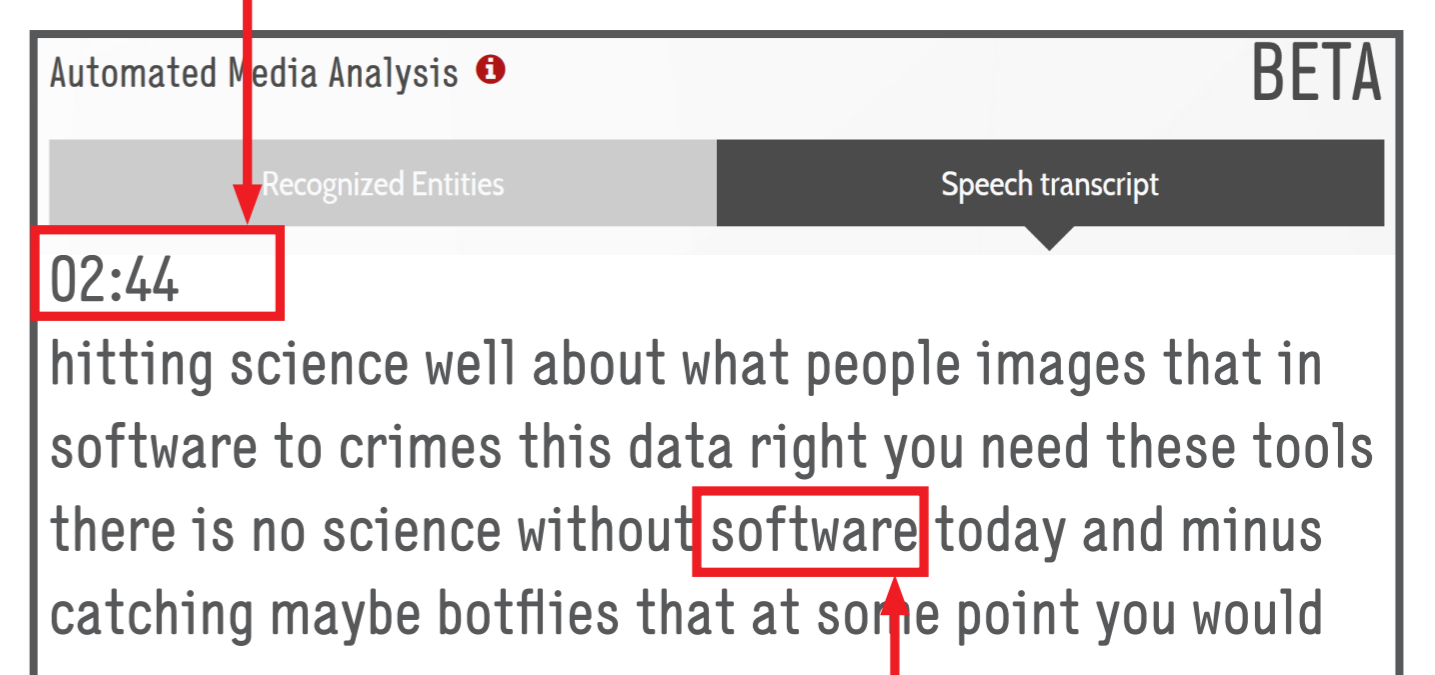 Automated Media Analysis i
BETA
Recognized Entities
Speech transcript
02:44
hitting science well about what people images that in
software to crimes this data right you need these tools
there is no science without software today and minus
catching maybe botflies that at some point you would